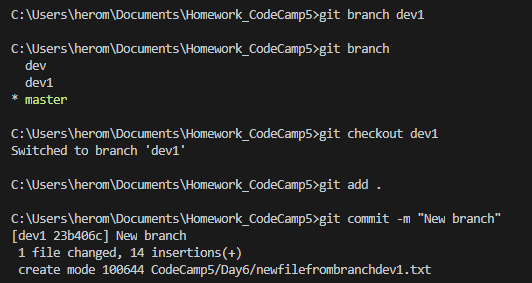 C:\Users\herom\Documents\Homework_CodeCamp5>git branch dev1
C:\Users\herom\Documents\Homework_CodeCamp5>git branch
dev
dev1
* master
C:\Users\herom\Documents\Homework_CodeCamp5>git checkout dev1
Switched to branch 'dev1'
C:\Users\herom\Documents\Homework_CodeCamp5>git add .
C:\Users\herom\Documents\Homework_CodeCamp5>git commit -m "New branch"
[dev1 23b406c] New branch
1 file changed, 14 insertions(+)
create mode 100644 CodeCamp5/Day6/newfilefrombranchdev1.txt